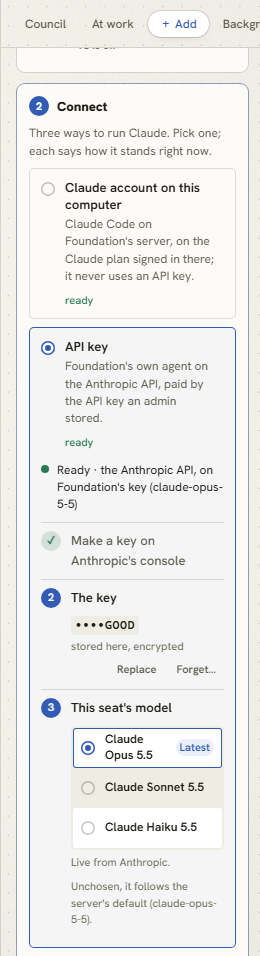 Council At work + Add Backgr
2 Connect
Three ways to run Claude. Pick one;
each says how it stands right now.
Claude account on this
computer
Claude Code on
Foundation's server, on the
Claude plan signed in there;
it never uses an API key.
ready
API key
Foundation's own agent on
the Anthropic API, paid by
the API key an admin
stored.
ready
Ready · the Anthropic API, on
Foundation's key (claude-opus-
5-5)
✓ Make a key on
Anthropic's console
2 The key
••••GOOD
stored here, encrypted
Replace Forget...
3 This seat's model
Claude
Opus 5.5 Latest
Claude Sonnet 5.5
Claude Haiku 5.5
Live from Anthropic.
Unchosen, it follows the
server's default (claude-opus-
5-5).